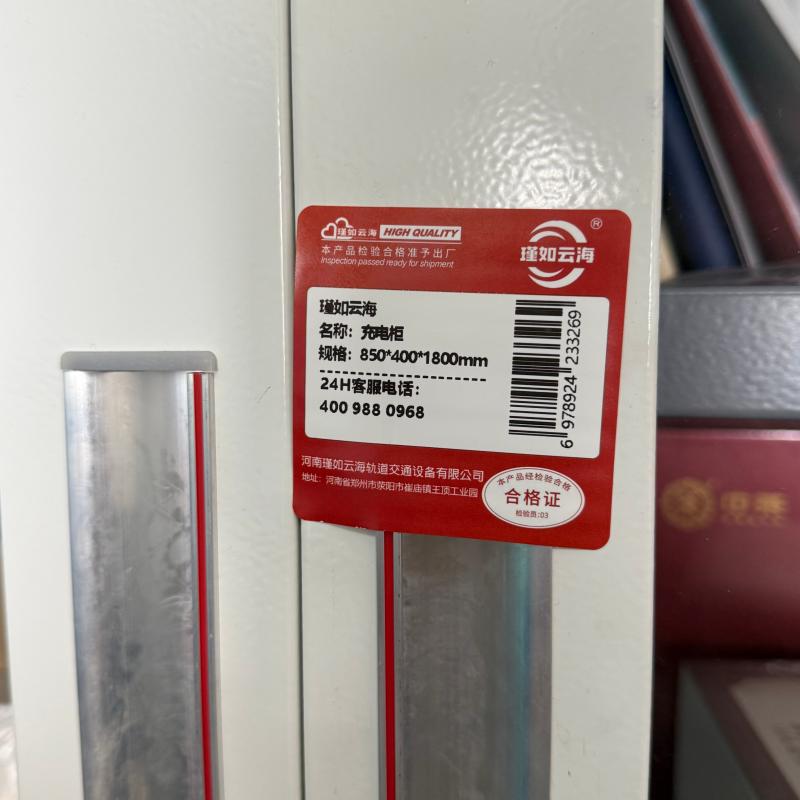 瑾如云海 HIGH QUALITY
本产品检验合格准予出厂
Inspection passed ready for shipment
瑾如云海®
瑾如云海
名称：充电柜
规格：850*400*1800mm
24H客服电话：
400 988 0968
6 978924 233269
河南瑾如云海轨道交通设备有限公司
地址：河南省郑州市荥阳市崔庙镇王顶工业园
本产品经检验合格
合格证
检验员:03